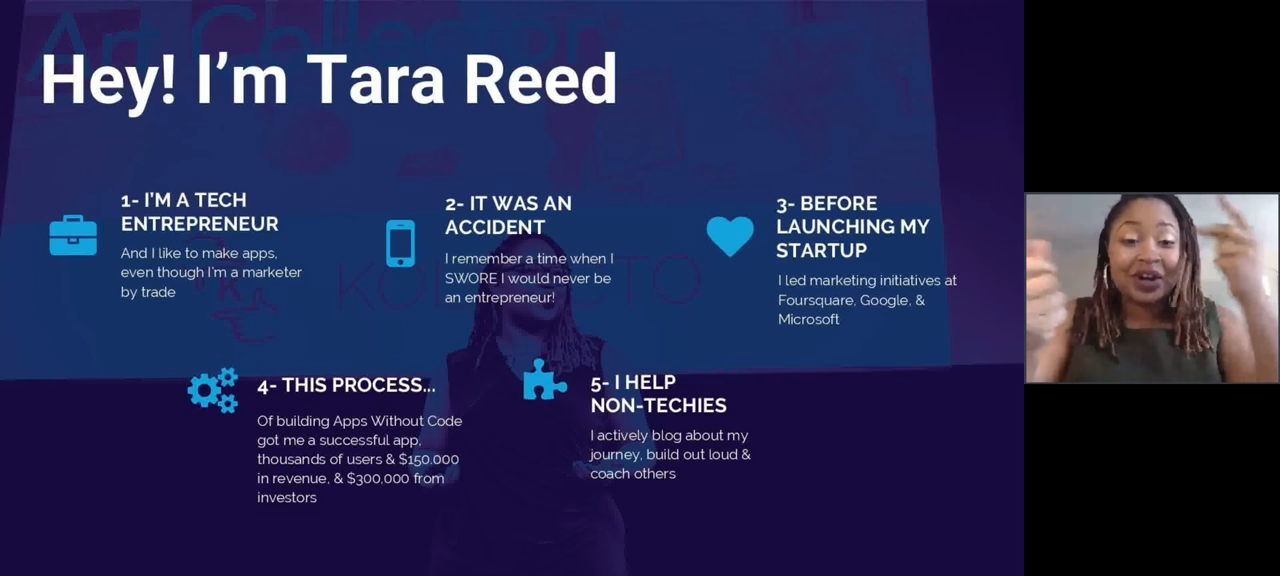 Art Collector
Hey! I'm Tara Reed
1- I'M A TECH
ENTREPRENEUR
And I like to make apps,
even though I'm a marketer
by trade
2- IT WAS AN
ACCIDENT
I remember a time when I
SWORE I would never be
an entrepreneur!
3- BEFORE
LAUNCHING MY
STARTUP
I led marketing initiatives at
Foursquare, Google, &
Microsoft
4- THIS PROCESS...
Of building Apps Without Code
got me a successful app,
thousands of users & $150,000
in revenue, & $300,000 from
investors
5- I HELP
NON-TECHIES
I actively blog about my
journey, build out loud &
coach others